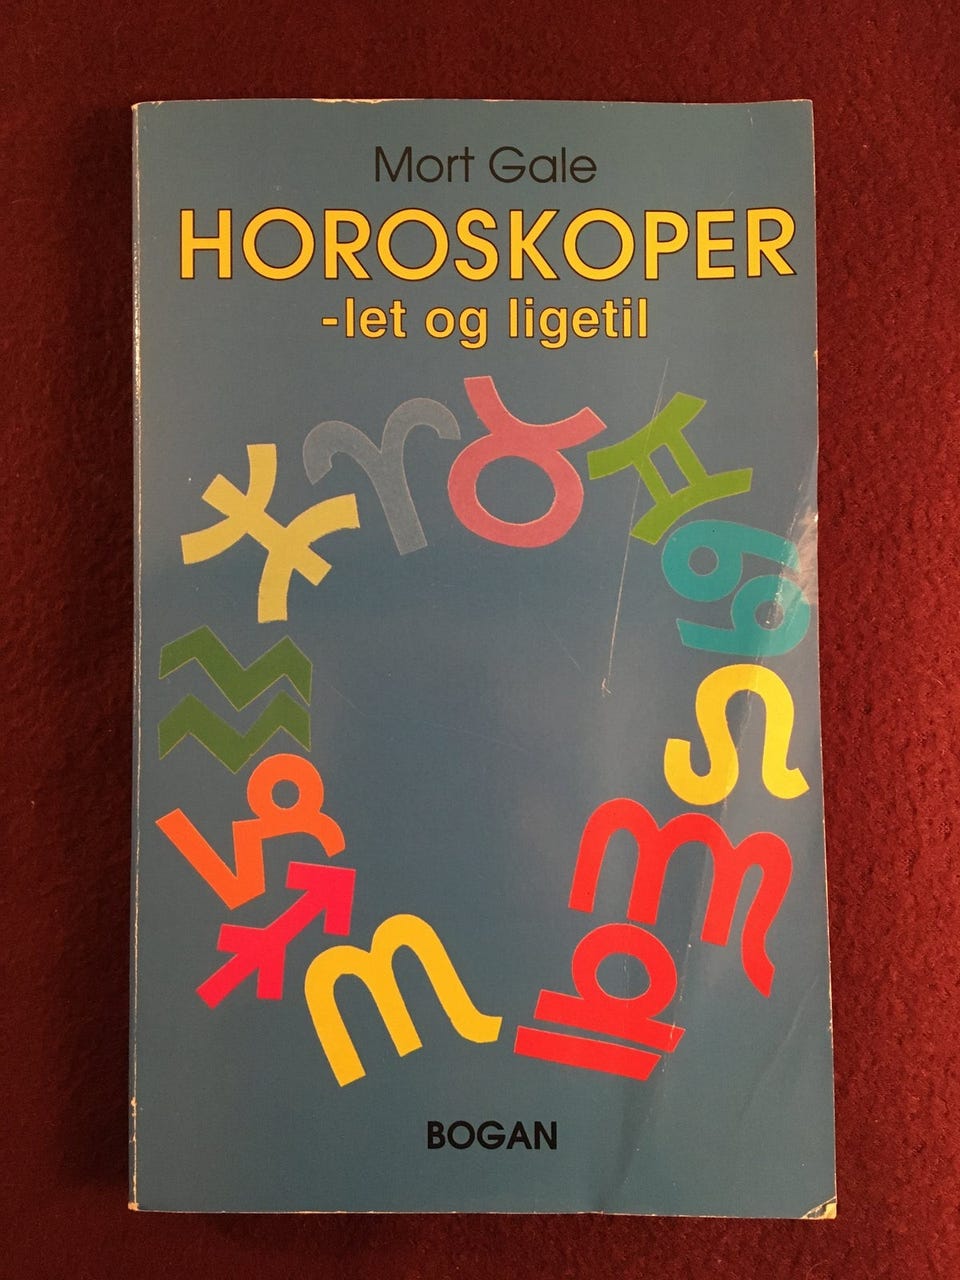 Mort Gale
HOROSKOPER
-let og ligetil
BOGAN